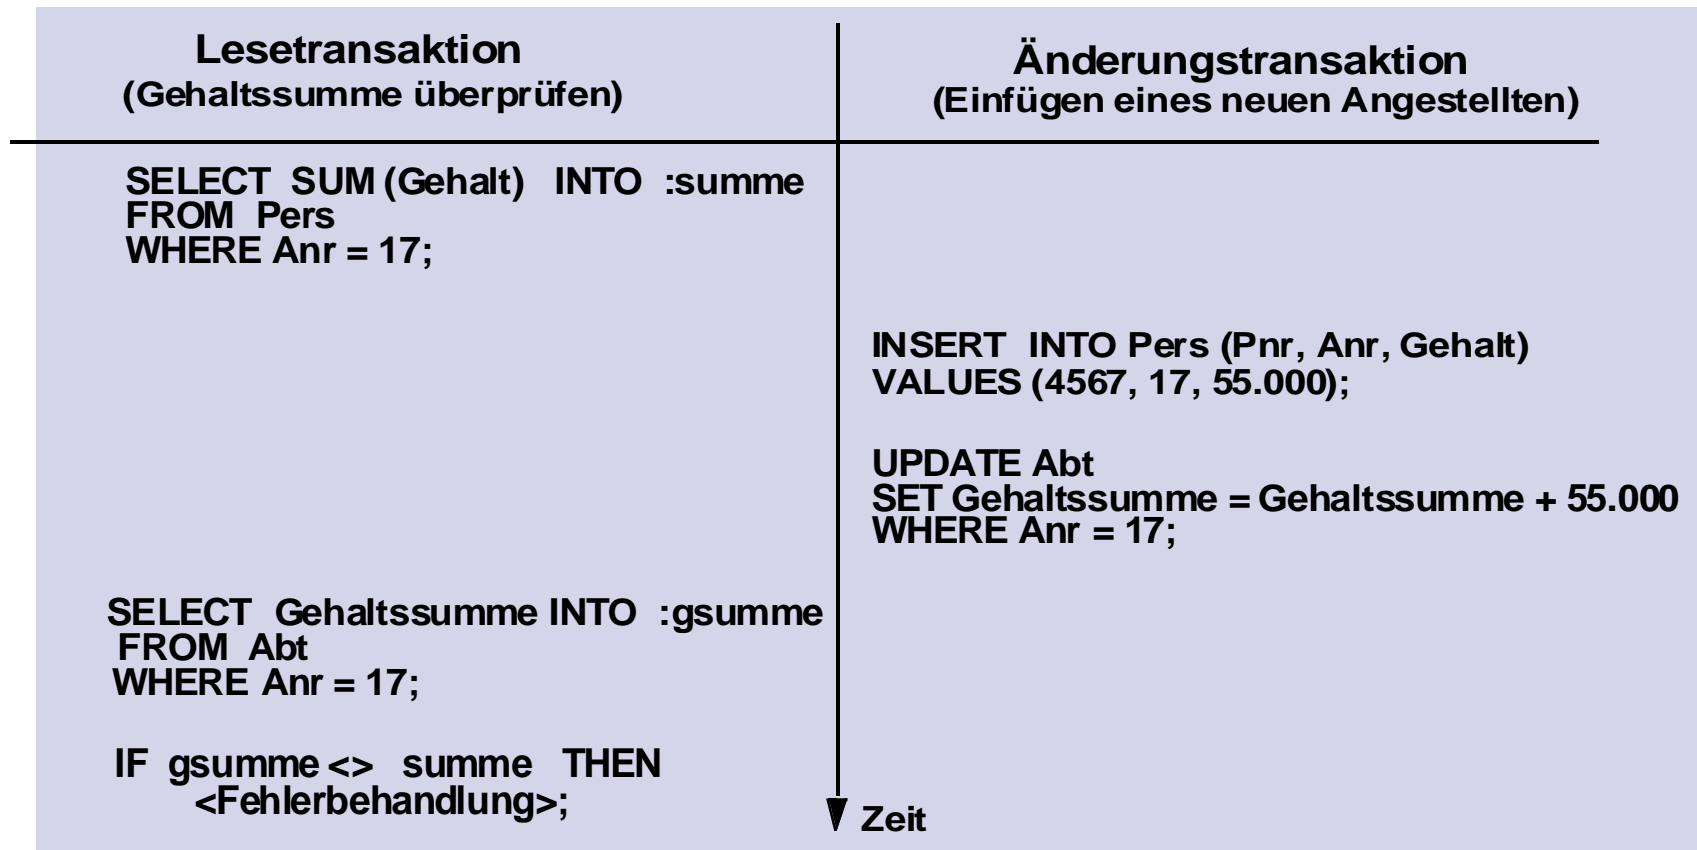 Lesetransaktion
(Gehaltssumme überprüfen)
Änderungstransaktion
(Einfügen eines neuen Angestellten)
SELECT SUM (Gehalt) INTO :summe
FROM Pers
WHERE Anr = 17;
INSERT INTO Pers (Pnr, Anr, Gehalt)
VALUES (4567, 17, 55.000);
UPDATE Abt
SET Gehaltssumme = Gehaltssumme + 55.000
WHERE Anr = 17;
SELECT Gehaltssumme INTO :gsumme
FROM Abt
WHERE Anr = 17;
IF gsumme <> summe THEN
<Fehlerbehandlung>;
Zeit